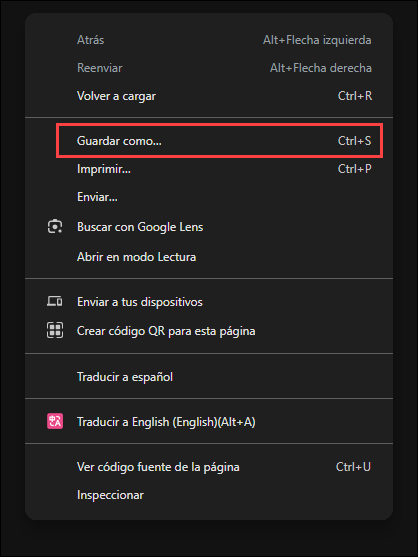 Atrás Alt+Flecha izquierda
Reenviar Alt+Flecha derecha
Volver a cargar Ctrl+R
Guardar como... Ctrl+S
Imprimir... Ctrl+P
Enviar...
Buscar con Google Lens
Abrir en modo Lectura
Enviar a tus dispositivos
Crear código QR para esta página
Traducir a español
Traducir a English (English)(Alt+A)
Ver código fuente de la página Ctrl+U
Inspeccionar